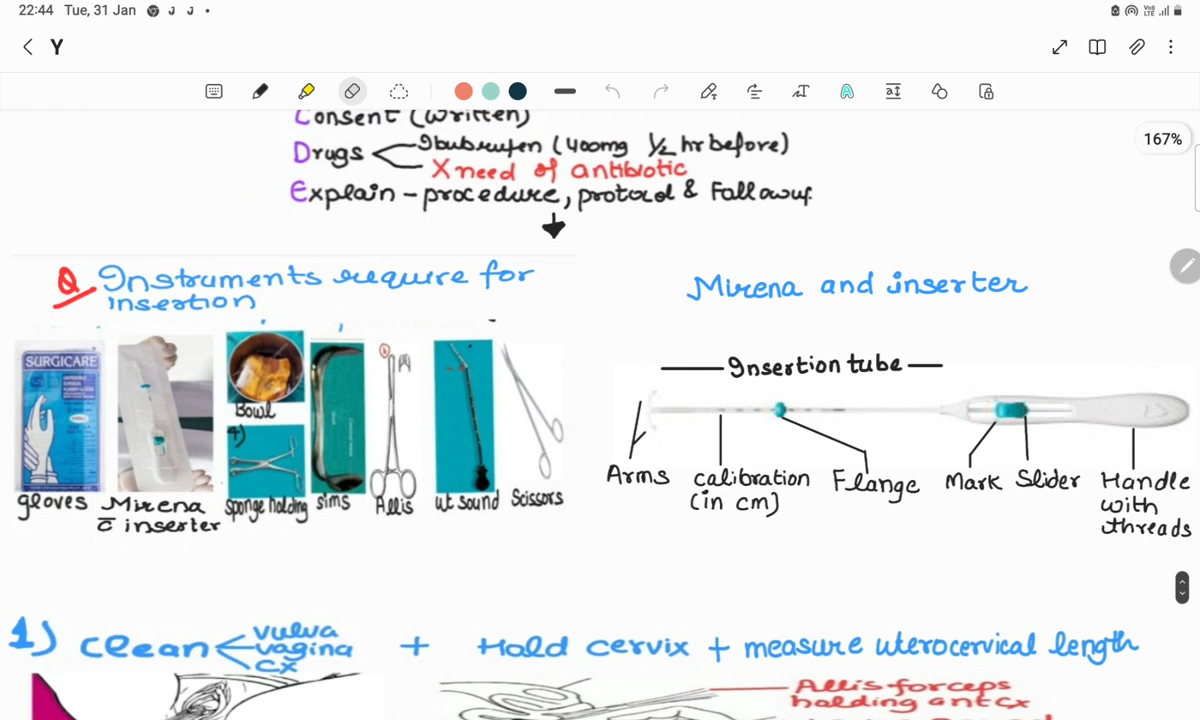 22:44 Tue, 31 Jan
Y
167%
Consent (written)
Drugs
Ibubrufen (400mg 1/2 hr before)
X need of antibiotic
Explain - procedure, protocol & Followup.
Q Instruments require for
insertion
SURGICARE
gloves
Mirena
c̅ inserter
Bowl
4)
sponge holding
sims
Allis
ut sound
Scissors
Mirena and inserter
Insertion tube
Arms
calibration
(in cm)
Flange
Mark
Slider
Handle
with
threads
1) Clean
vulva
vagina
cx
+ Hold cervix + measure uterocervical length
Allis forceps
holding ant cx